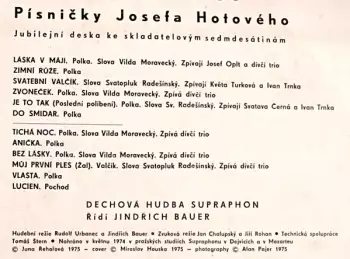 Písničky Josefa Hotového
Jubilejní deska ke skladatelovým sedmdesátinám
LÁSKA V MÁJI. Polka. Slova Vilda Moravecký. Zpívají Josef Oplt a dívčí trio
ZIMNÍ RŮŽE. Polka
SVATEBNÍ VALČÍK. Slova Svatopluk Radešínský. Zpívají Květa Turková a Ivan Trnka
ZVONEČEK. Polka. Slova Vilda Moravecký. Zpívá dívčí trio
JE TO TAK (Poslední políbení). Polka. Slova Sv. Radešínský. Zpívají Svatava Černá a Ivan Trnka
DO SMIDAR. Polka
TICHÁ NOC. Polka. Slova Vilda Moravecký. Zpívá dívčí trio
ANIČKA. Polka
BEZ LÁSKY. Polka. Slova Vilda Moravecký. Zpívá dívčí trio
MŮJ PRVNÍ PLES (Žal). Valčík. Slova Svatopluk Radešínský. Zpívá dívčí trio
VLASTA. Polka
LUCIEN. Pochod
DECHOVÁ HUDBA SUPRAPHON
Řídí JINDŘICH BAUER
Hudební režie Rudolf Urbanec a Jindřich Bauer • Zvuková režie Jan Chalupský a Jiří Rohan • Technická spolupráce
Tomáš Stern • Nahráno v květnu 1974 v pražských studiích Supraphonu v Dejvicích a v Mozarteu
© Jana Rehalová 1975 – cover © Miroslav Houska 1975 – photography © Alan Pajer 1975